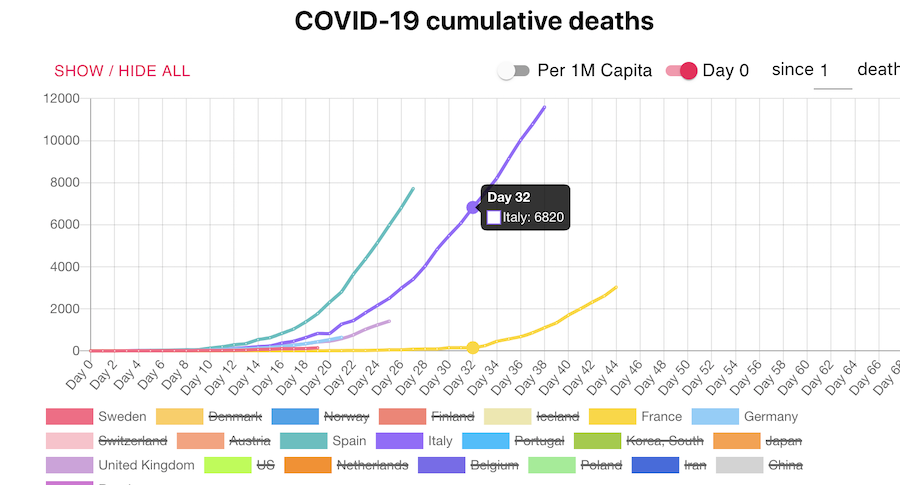 COVID-19 cumulative deaths
SHOW / HIDE ALL Per 1M Capita Day 0 since 1 death
12000
10000
8000
6000
4000
2000
0
Day 32
Italy: 6820
Day 0 Day 2 Day 4 Day 6 Day 8 Day 10 Day 12 Day 14 Day 16 Day 18 Day 20 Day 22 Day 24 Day 26 Day 28 Day 30 Day 32 Day 34 Day 36 Day 38 Day 40 Day 42 Day 44 Day 46 Day 48 Day 50 Day 52 Day 54 Day 56 Day 58 Day 60 Day 62 Day 64 Day 66
Sweden Denmark Norway Finland Iceland France Germany
Switzerland Austria Spain Italy Portugal Korea, South Japan
United Kingdom US Netherlands Belgium Poland Iran China